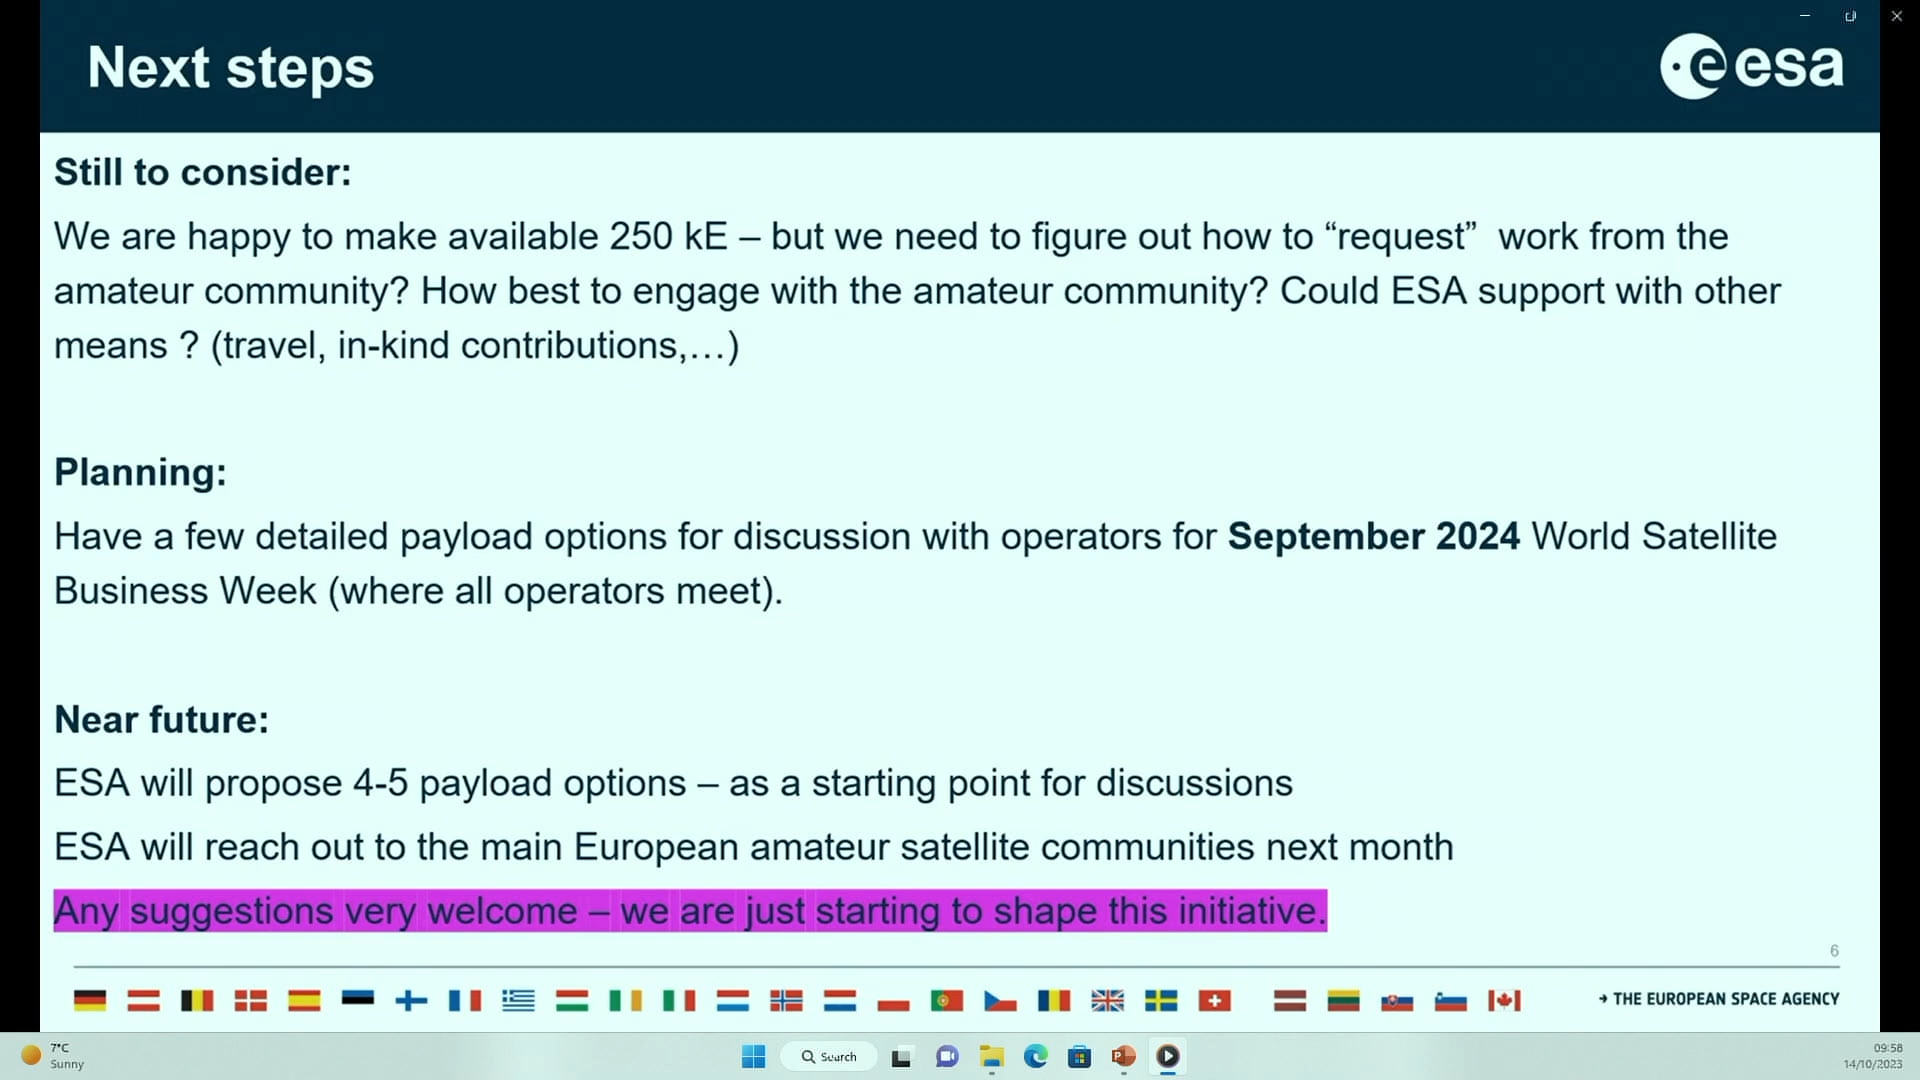 Next steps
esa
Still to consider:
We are happy to make available 250 kE – but we need to figure out how to “request”  work from the
amateur community? How best to engage with the amateur community? Could ESA support with other
means ? (travel, in-kind contributions,…)
Planning:
Have a few detailed payload options for discussion with operators for September 2024 World Satellite
Business Week (where all operators meet).
Near future:
ESA will propose 4-5 payload options – as a starting point for discussions
ESA will reach out to the main European amateur satellite communities next month
Any suggestions very welcome – we are just starting to shape this initiative.
6
→ THE EUROPEAN SPACE AGENCY
7°C
Sunny
Search
09:58
14/10/2023